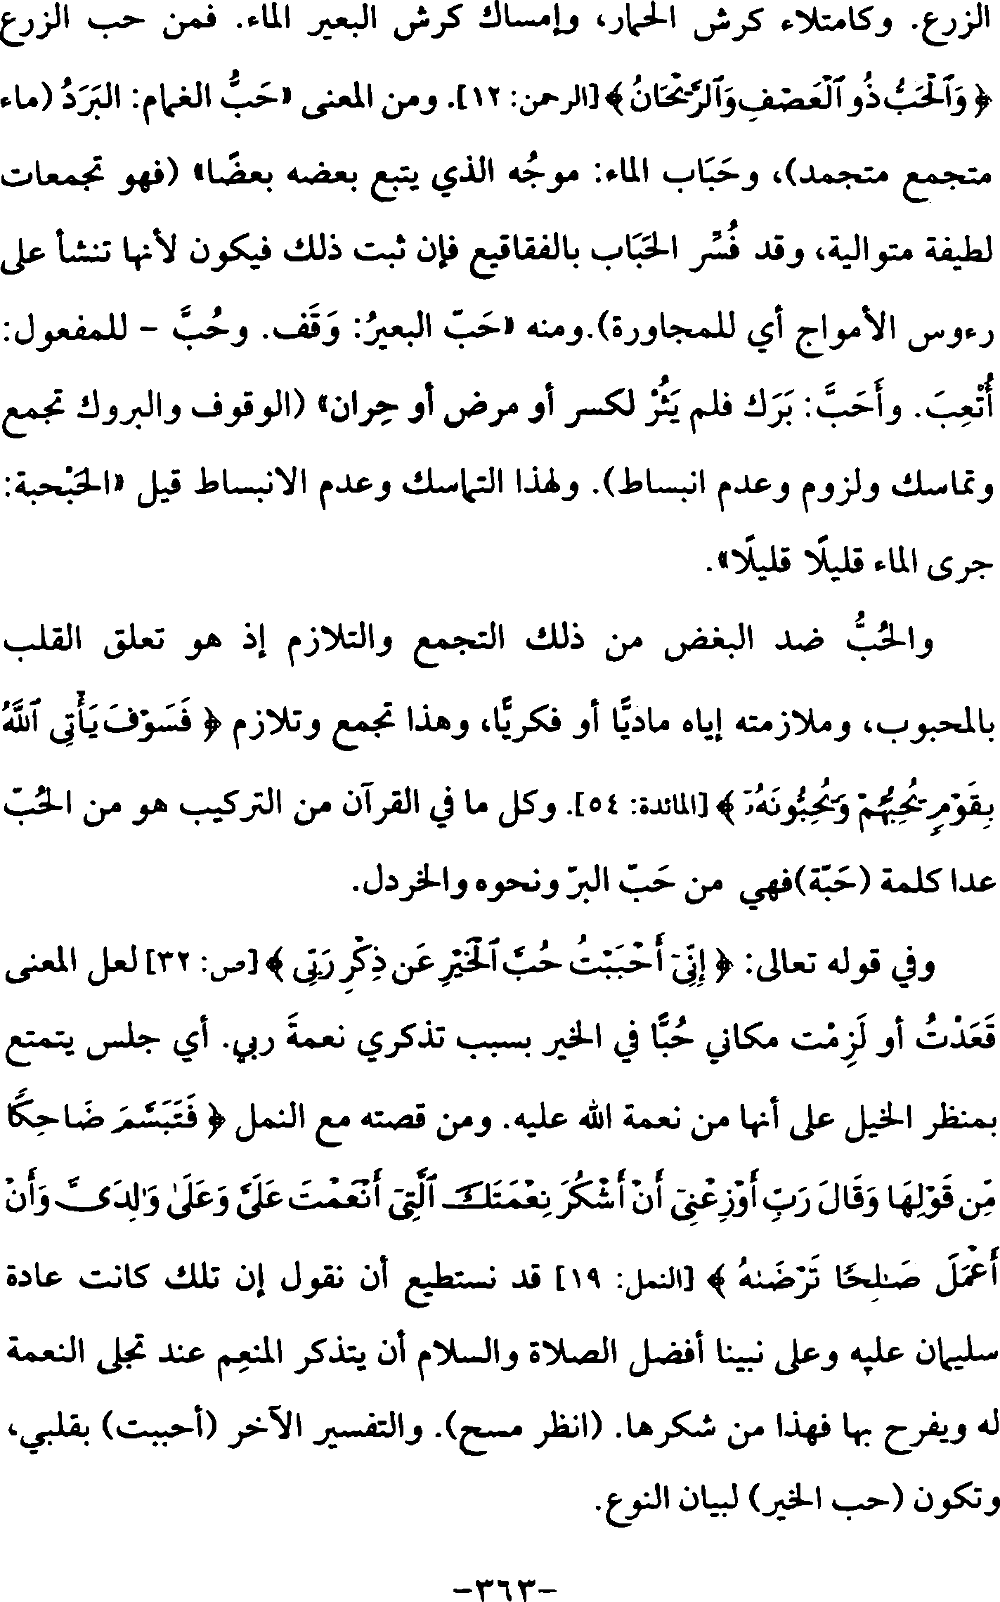 الزرع. وكامتلاء كرش الحمار، وإمساك كرش البعير الماء. فمن حب الزرع
﴿ وَٱلْحَبُّ ذُو ٱلْعَصْفِ وَٱلرَّيْحَانُ ﴾ [الرحمن: ١٢]. ومن المعنى «حَبُّ الغمام: البَرَدُ (ماء
متجمع متجمد)، وحَبَاب الماء: موجُه الذي يتبع بعضه بعضًا» (فهو تجمعات
لطيفة متوالية، وقد فُسِّر الحَبَاب بالفقاقيع فإن ثبت ذلك فيكون لأنها تنشأ على
رءوس الأمواج أي للمجاورة).ومنه «حَبّ البعيرُ: وَقَف. وحُبَّ - للمفعول:
أُتْعِبَ. وأَحَبَّ: بَرَك فلم يَثُرْ لكسر أو مرض أو حِران» (الوقوف والبروك تجمع
وتماسك ولزوم وعدم انبساط). ولهذا التماسك وعدم الانبساط قيل «الحَبْحبة:
جرى الماء قليلًا قليلًا».
والحُبُّ ضد البغض من ذلك التجمع والتلازم إذ هو تعلق القلب
بالمحبوب، وملازمته إياه ماديًّا أو فكريًّا، وهذا تجمع وتلازم ﴿ فَسَوْفَ يَأْتِى ٱللَّهُ
بِقَوْمٍ يُحِبُّهُمْ وَيُحِبُّونَهُۥ ﴾ [المائدة: ٥٤]. وكل ما في القرآن من التركيب هو من الحُبّ
عدا كلمة (حَبّة)فهي من حَبّ البرّ ونحوه والخردل.
وفي قوله تعالى: ﴿ إِنِّىٓ أَحْبَبْتُ حُبَّ ٱلْخَيْرِ عَن ذِكْرِ رَبِّى ﴾ [ص: ٣٢] لعل المعنى
قَعَدْتُ أو لَزِمْت مكاني حُبًّا في الخير بسبب تذكري نعمةَ ربي. أي جلس يتمتع
بمنظر الخيل على أنها من نعمة الله عليه. ومن قصته مع النمل ﴿ فَتَبَسَّمَ ضَاحِكًا
مِّن قَوْلِهَا وَقَالَ رَبِّ أَوْزِعْنِىٓ أَنْ أَشْكُرَ نِعْمَتَكَ ٱلَّتِىٓ أَنْعَمْتَ عَلَىَّ وَعَلَىٰ وَٰلِدَىَّ وَأَنْ
أَعْمَلَ صَٰلِحًا تَرْضَىٰهُ ﴾ [النمل: ١٩] قد نستطيع أن نقول إن تلك كانت عادة
سليمان عليه وعلى نبينا أفضل الصلاة والسلام أن يتذكر المنعِم عند تجلى النعمة
له ويفرح بها فهذا من شكرها. (انظر مسح). والتفسير الآخر (أحببت) بقلبي،
وتكون (حب الخير) لبيان النوع.
-٣٦٣-